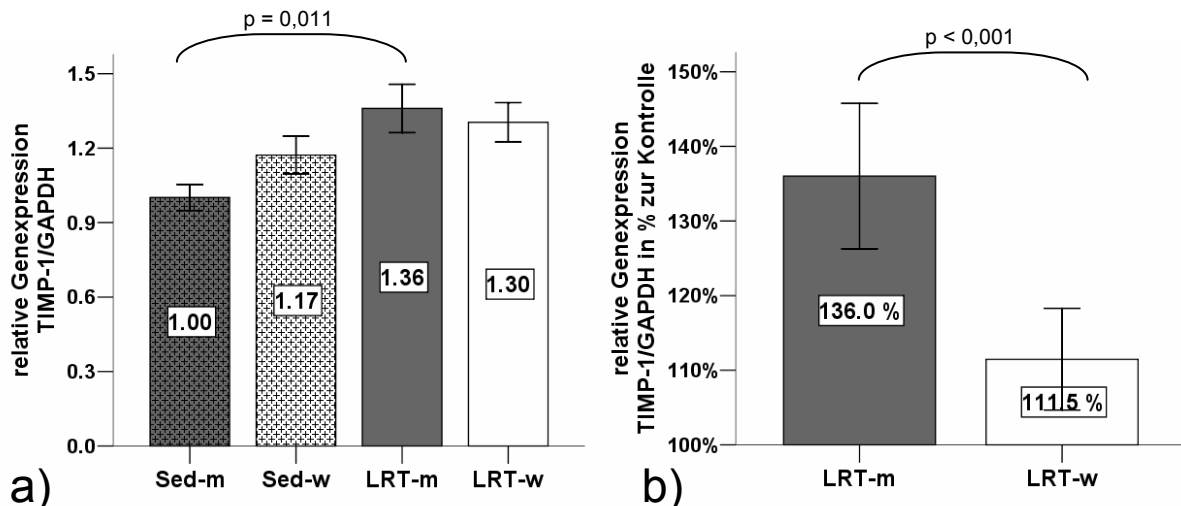 p = 0,011
relative Genexpression
TIMP-1/GAPDH
1.5
1.2
0.9
0.6
0.3
0.0
1.00
1.17
1.36
1.30
Sed-m
Sed-w
LRT-m
LRT-w
a)
p < 0,001
relative Genexpression
TIMP-1/GAPDH in % zur Kontrolle
150%
140%
130%
120%
110%
100%
136.0 %
111.5 %
LRT-m
LRT-w
b)